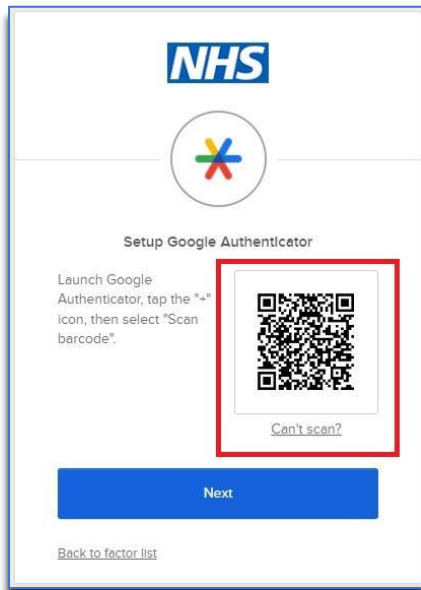 NHS
Setup Google Authenticator
Launch Google
Authenticator, tap the "+"
icon, then select "Scan
barcode".
Can't scan?
Next
Back to factor list